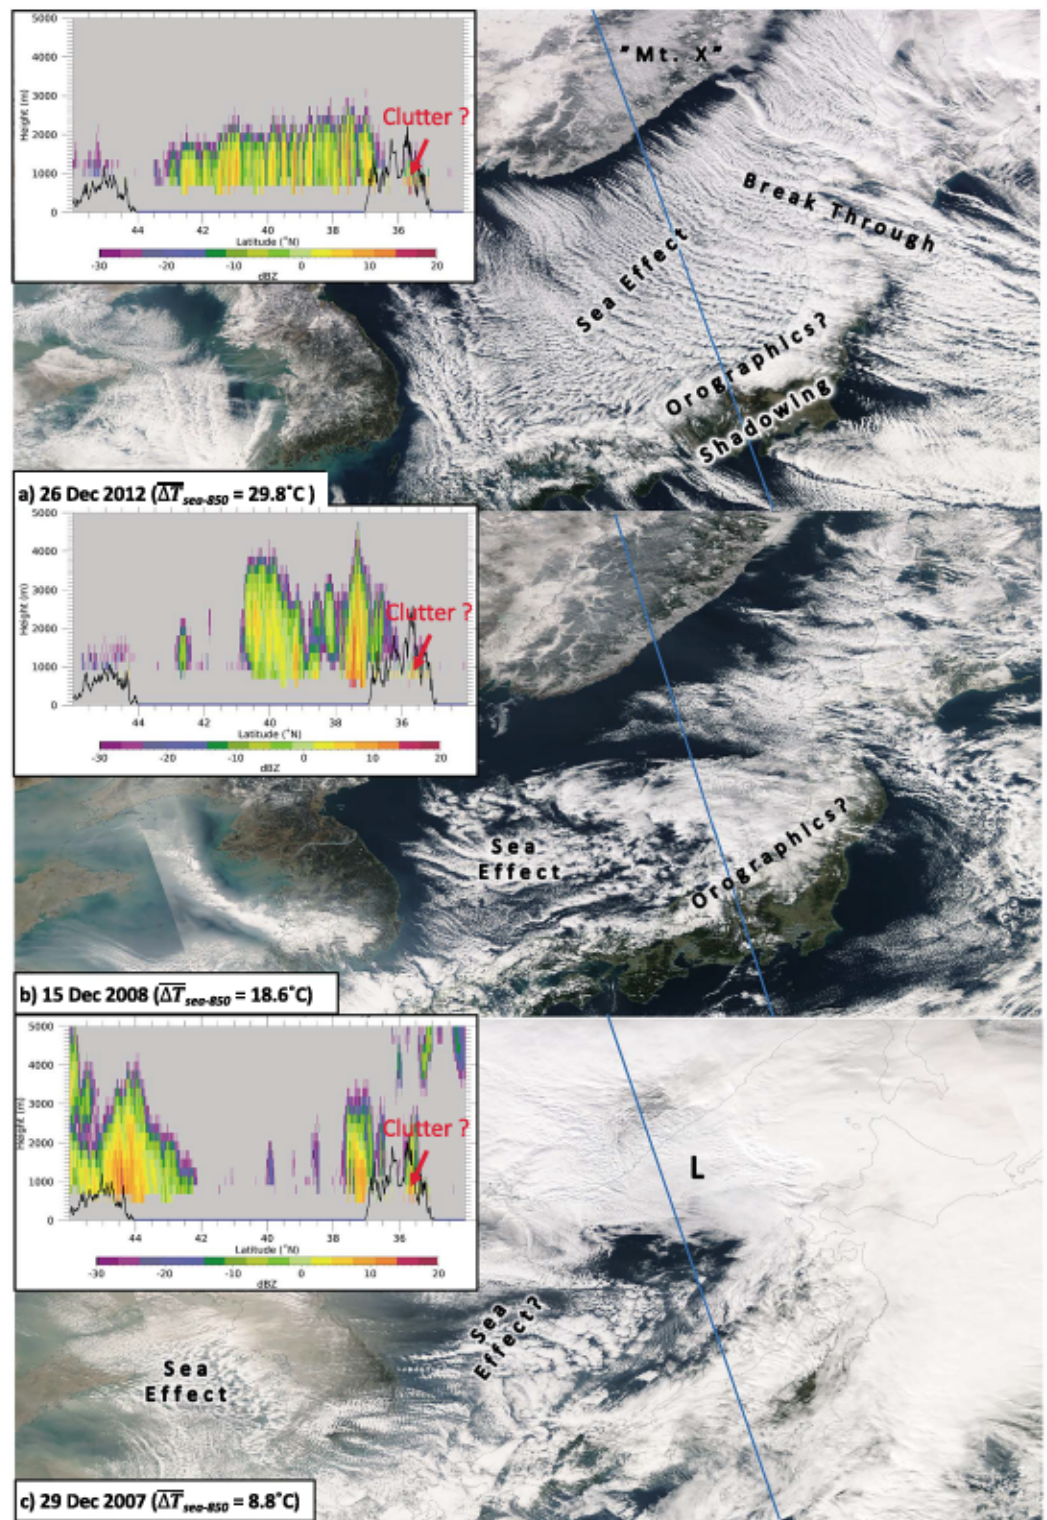 5000
4000
3000
2000
1000
0
Height (m)
Clutter ?
44 42 40 38 36
Latitude (°N)
-30 -20 -10 0 10 20
dBZ
"Mt. X"
Break Through
Sea Effect
Orographics?
Shadowing
a) 26 Dec 2012 (ΔT sea-850 = 29.8˚C )
5000
4000
3000
2000
1000
0
Height (m)
Clutter ?
44 42 40 38 36
Latitude (°N)
-30 -20 -10 0 10 20
dBZ
Sea
Effect
Orographics?
b) 15 Dec 2008 (ΔT sea-850 = 18.6˚C)
5000
4000
3000
2000
1000
0
Height (m)
Clutter ?
44 42 40 38 36
Latitude (°N)
-30 -20 -10 0 10 20
dBZ
L
Sea
Effect?
Sea
Effect
c) 29 Dec 2007 (ΔT sea-850 = 8.8˚C)